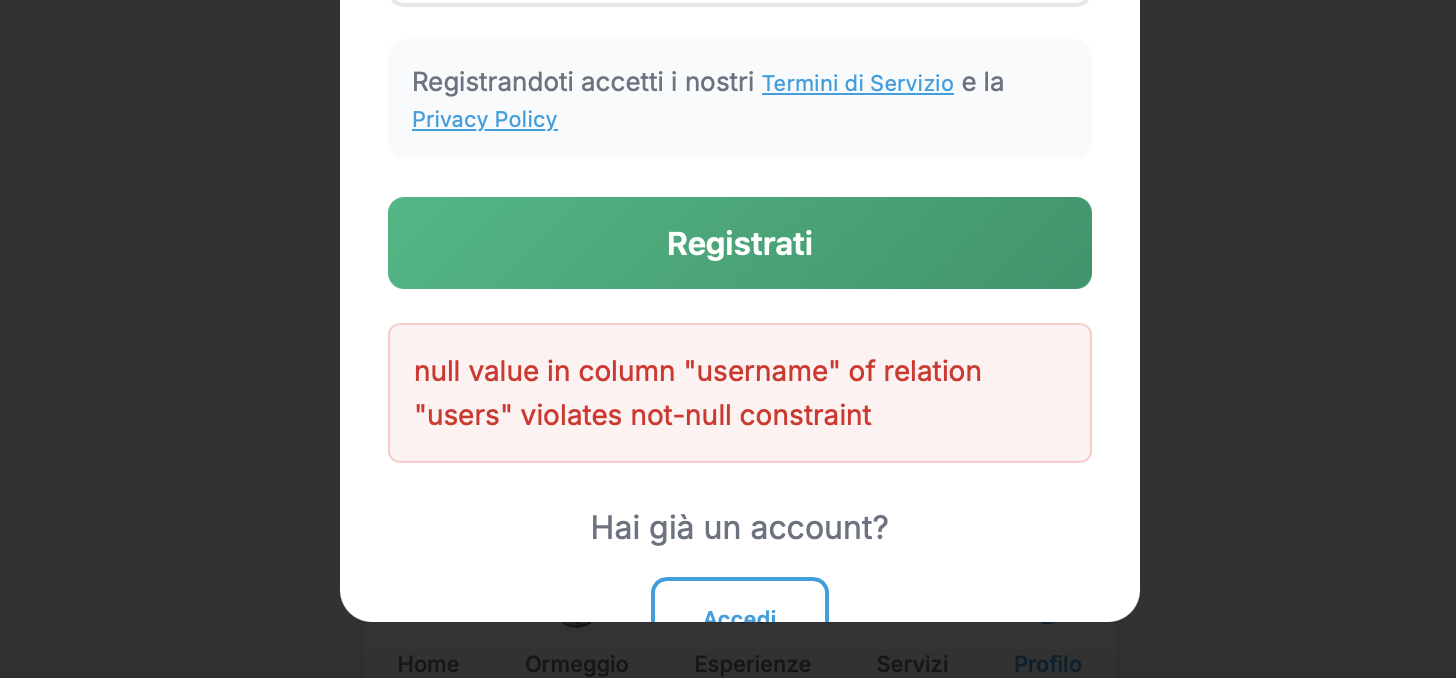 Registrandoti accetti i nostri Termini di Servizio e la
Privacy Policy
Registrati
null value in column "username" of relation
"users" violates not-null constraint
Hai già un account?
Accedi
Home Ormeggio Esperienze Servizi Profilo